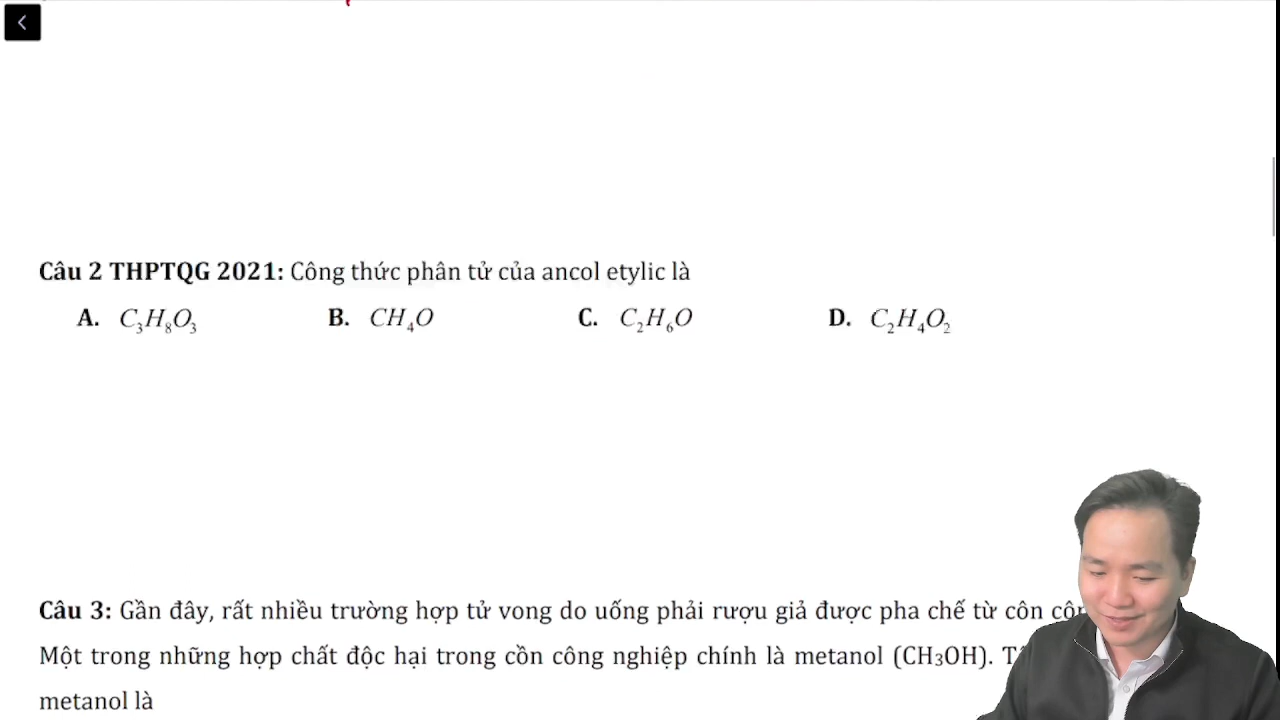 Câu 2 THPTQG 2021: Công thức phân tử của ancol etylic là
A. C₃H₈O₃ B. CH₄O C. C₂H₆O D. C₂H₄O₂
Câu 3: Gần đây, rất nhiều trường hợp tử vong do uống phải rượu giả được pha chế từ côn
Một trong những hợp chất độc hại trong cồn công nghiệp chính là metanol (CH₃OH).
metanol là